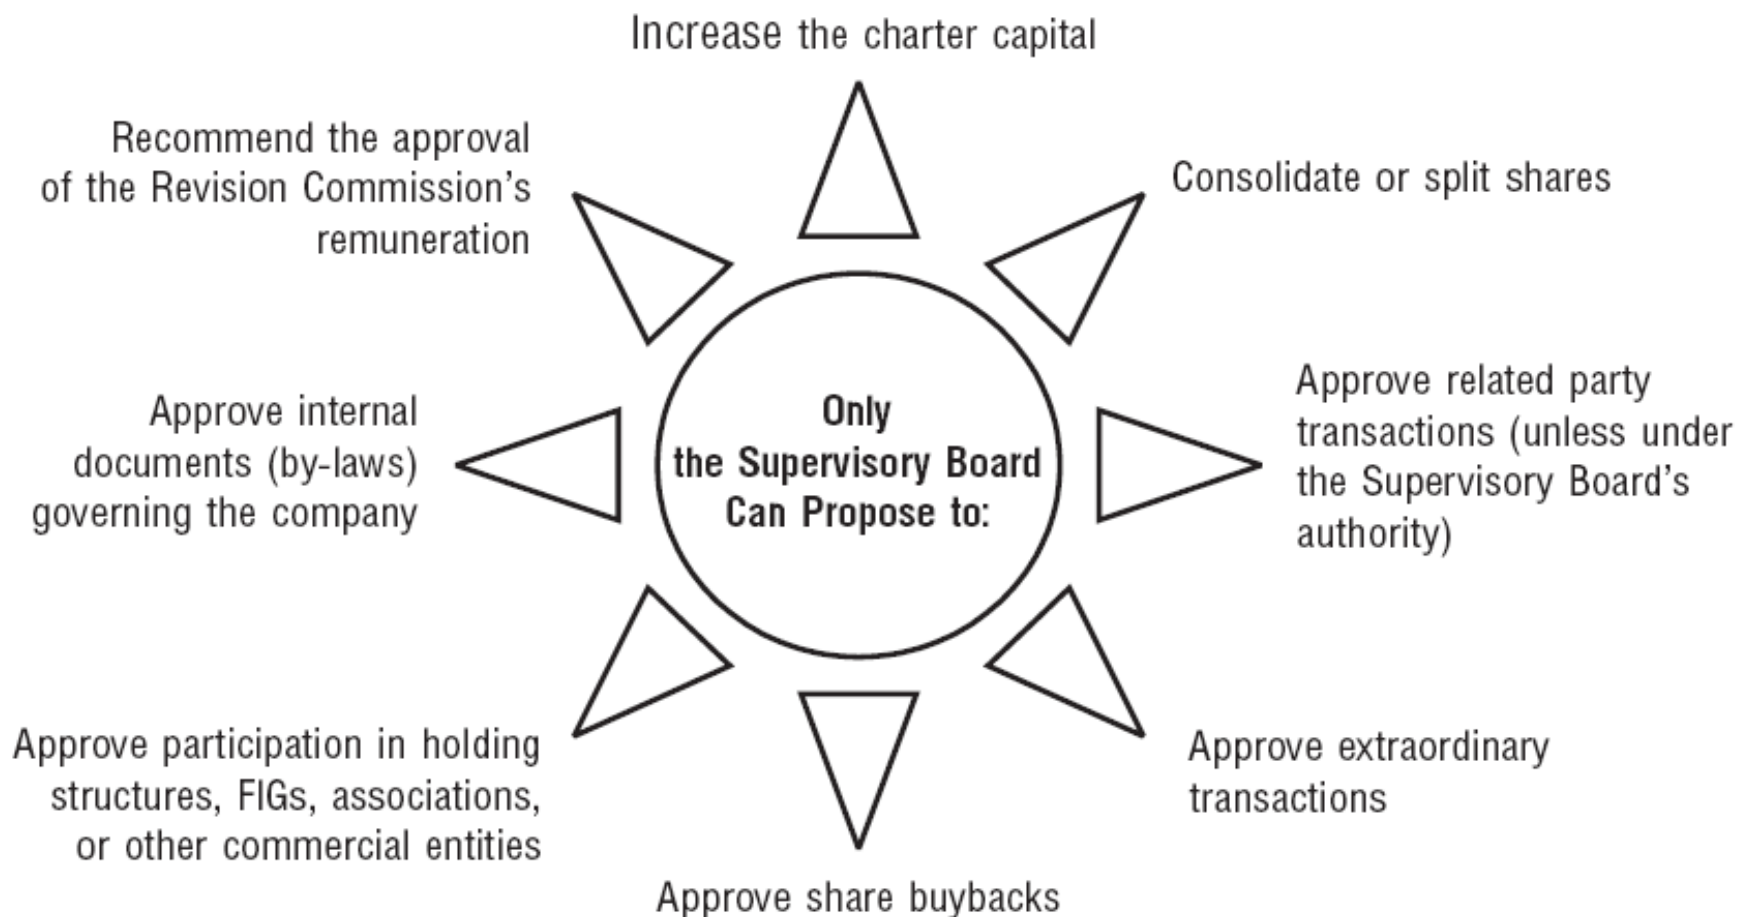 Increase the charter capital
Recommend the approval
of the Revision Commission's
remuneration
Consolidate or split shares
Approve internal
documents (by-laws)
governing the company
Only
the Supervisory Board
Can Propose to:
Approve related party
transactions (unless under
the Supervisory Board's
authority)
Approve participation in holding
structures, FIGs, associations,
or other commercial entities
Approve extraordinary
transactions
Approve share buybacks